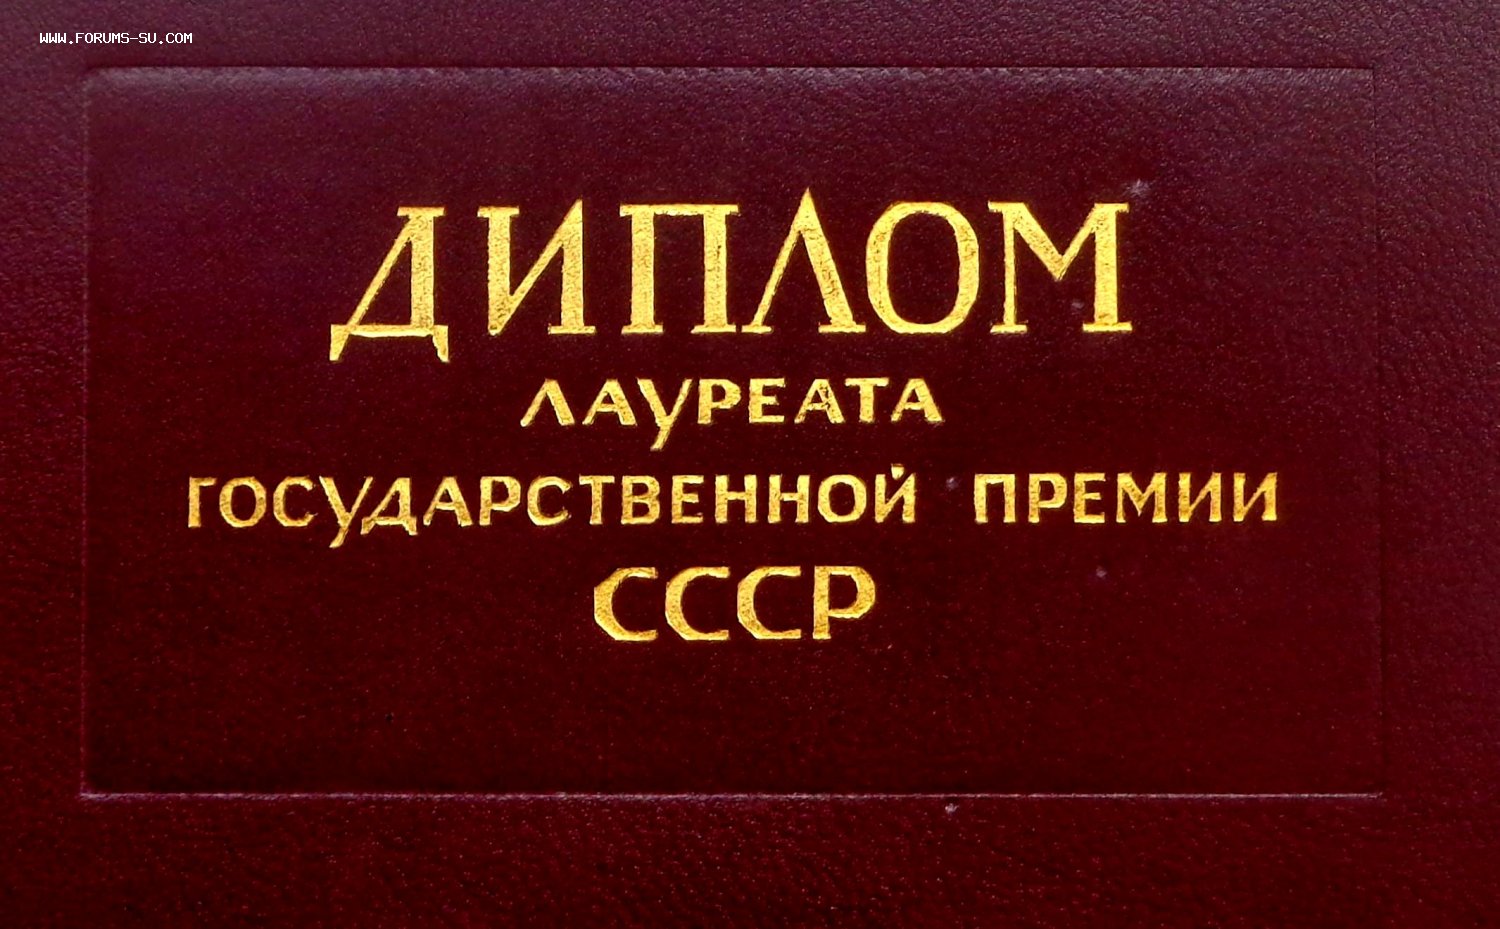 WWW.FORUMS-SU.COM
ДИПЛОМ
ЛАУРЕАТА
ГОСУДАРСТВЕННОЙ ПРЕМИИ
СССР